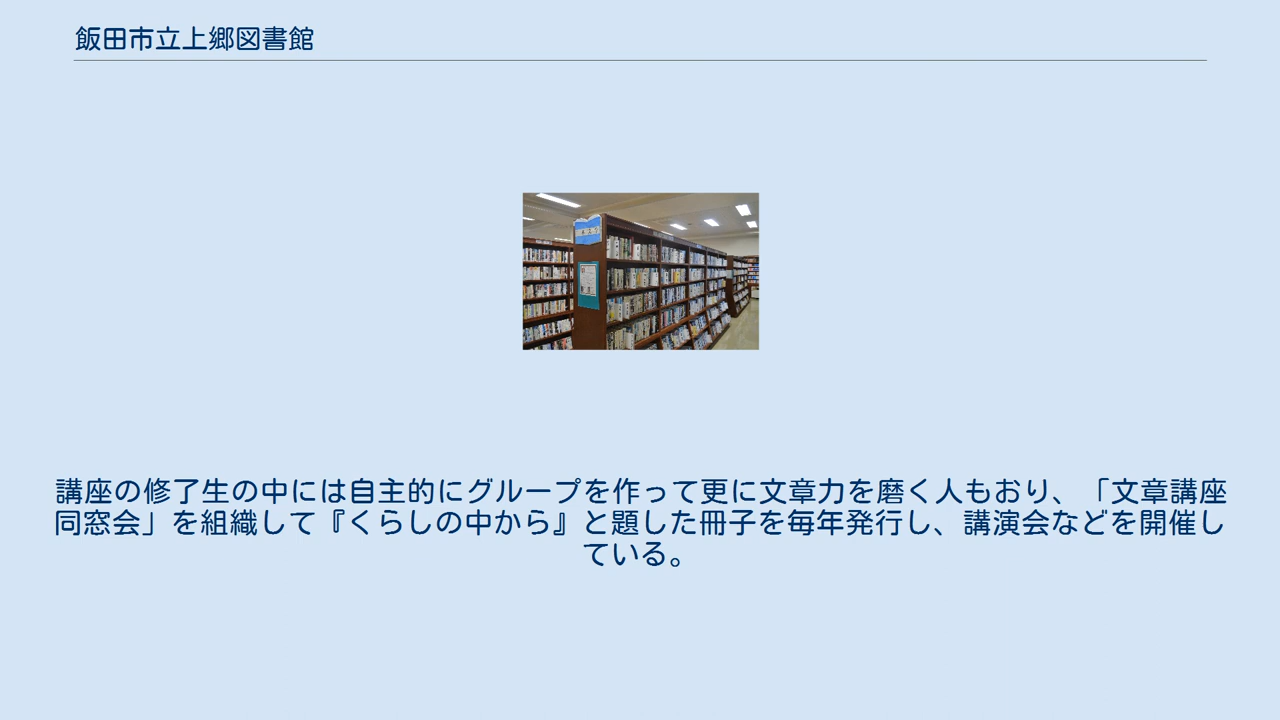 飯田市立上郷図書館
講座の修了生の中には自主的にグループを作って更に文章力を磨く人もおり、「文章講座
同窓会」を組織して『くらしの中から』と題した冊子を毎年発行し、講演会などを開催し
ている。